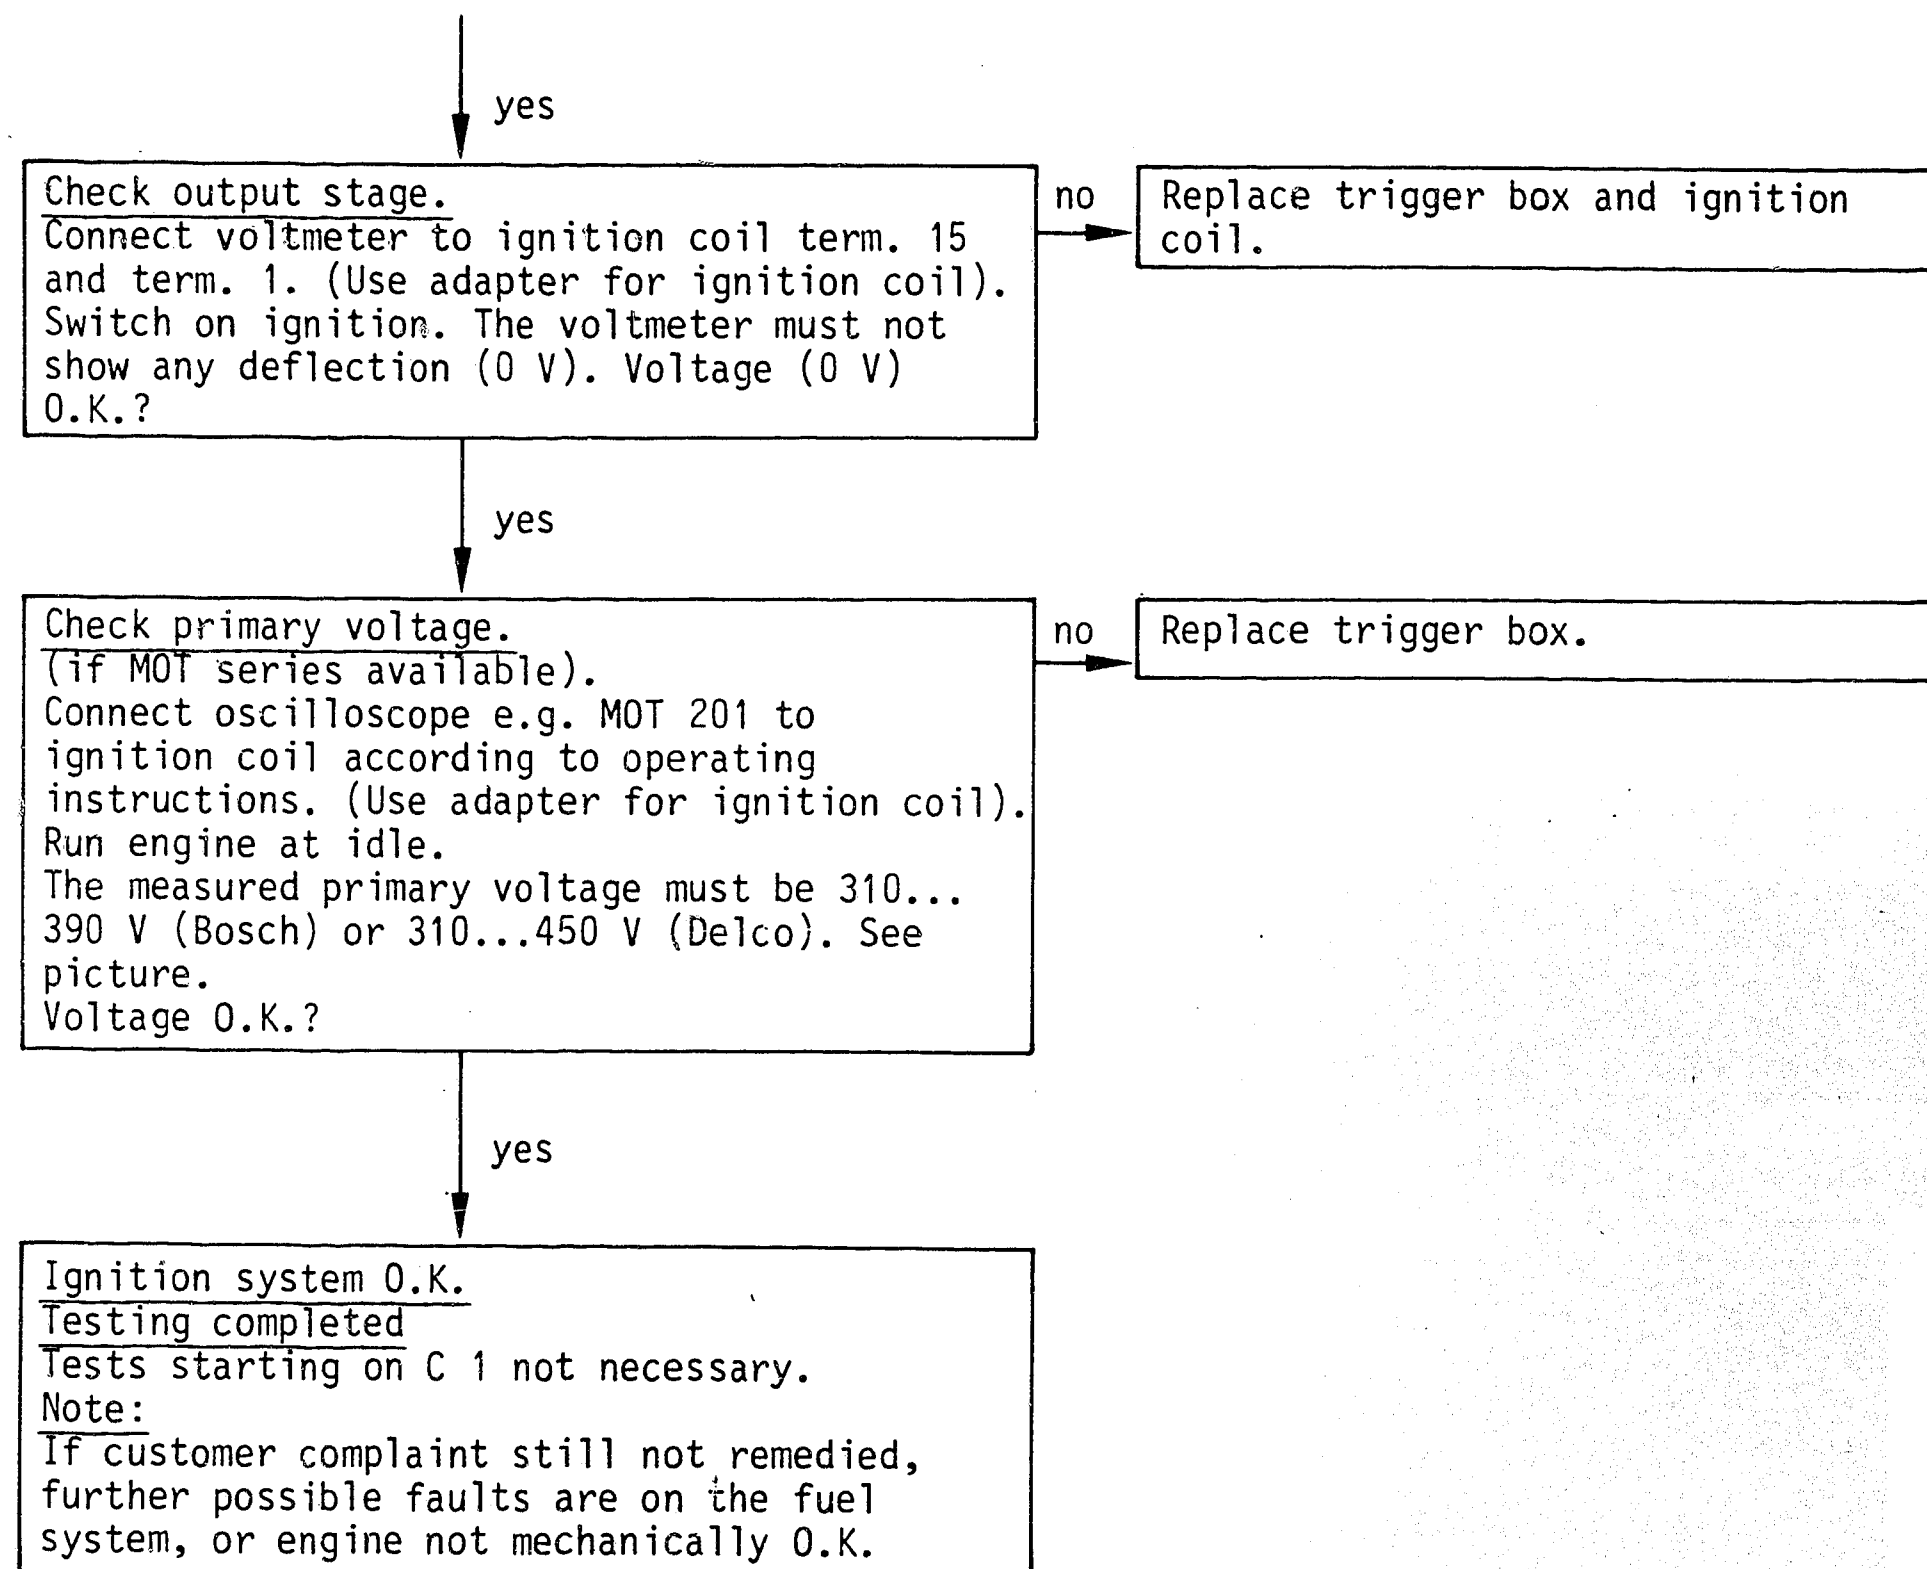 yes
Check output stage.
Connect voltmeter to ignition coil term. 15
and term. 1. (Use adapter for ignition coil).
Switch on ignition. The voltmeter must not
show any deflection (0 V). Voltage (0 V)
O.K.?
no
Replace trigger box and ignition
coil.
yes
Check primary voltage.
(if MOT series available).
Connect oscilloscope e.g. MOT 201 to
ignition coil according to operating
instructions. (Use adapter for ignition coil).
Run engine at idle.
The measured primary voltage must be 310...
390 V (Bosch) or 310...450 V (Delco). See
picture.
Voltage O.K.?
no
Replace trigger box.
yes
Ignition system O.K.
Testing completed
Tests starting on C 1 not necessary.
Note:
If customer complaint still not remedied,
further possible faults are on the fuel
system, or engine not mechanically O.K.